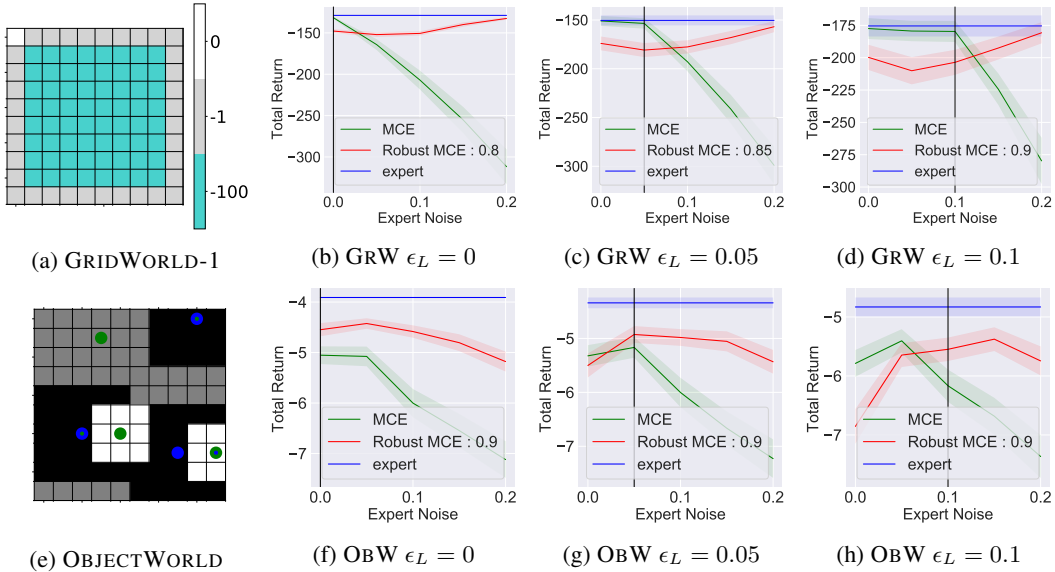 0
-1
-100
(a) GRIDWORLD-1
−150
−200
−250
−300
Total Return
MCE
Robust MCE : 0.8
expert
0.0
0.1
0.2
Expert Noise
(b) GRW ϵL = 0
−150
−200
−250
−300
Total Return
MCE
Robust MCE : 0.85
expert
0.0
0.1
0.2
Expert Noise
(c) GRW ϵL = 0.05
−175
−200
−225
−250
−275
−300
Total Return
MCE
Robust MCE : 0.9
expert
0.0
0.1
0.2
Expert Noise
(d) GRW ϵL = 0.1
(e) OBJECTWORLD
−4
−5
−6
−7
Total Return
MCE
Robust MCE : 0.9
expert
0.0
0.1
0.2
Expert Noise
(f) OBW ϵL = 0
−5
−6
−7
Total Return
MCE
Robust MCE : 0.9
expert
0.0
0.1
0.2
Expert Noise
(g) OBW ϵL = 0.05
−5
−6
−7
Total Return
MCE
Robust MCE : 0.9
expert
0.0
0.1
0.2
Expert Noise
(h) OBW ϵL = 0.1